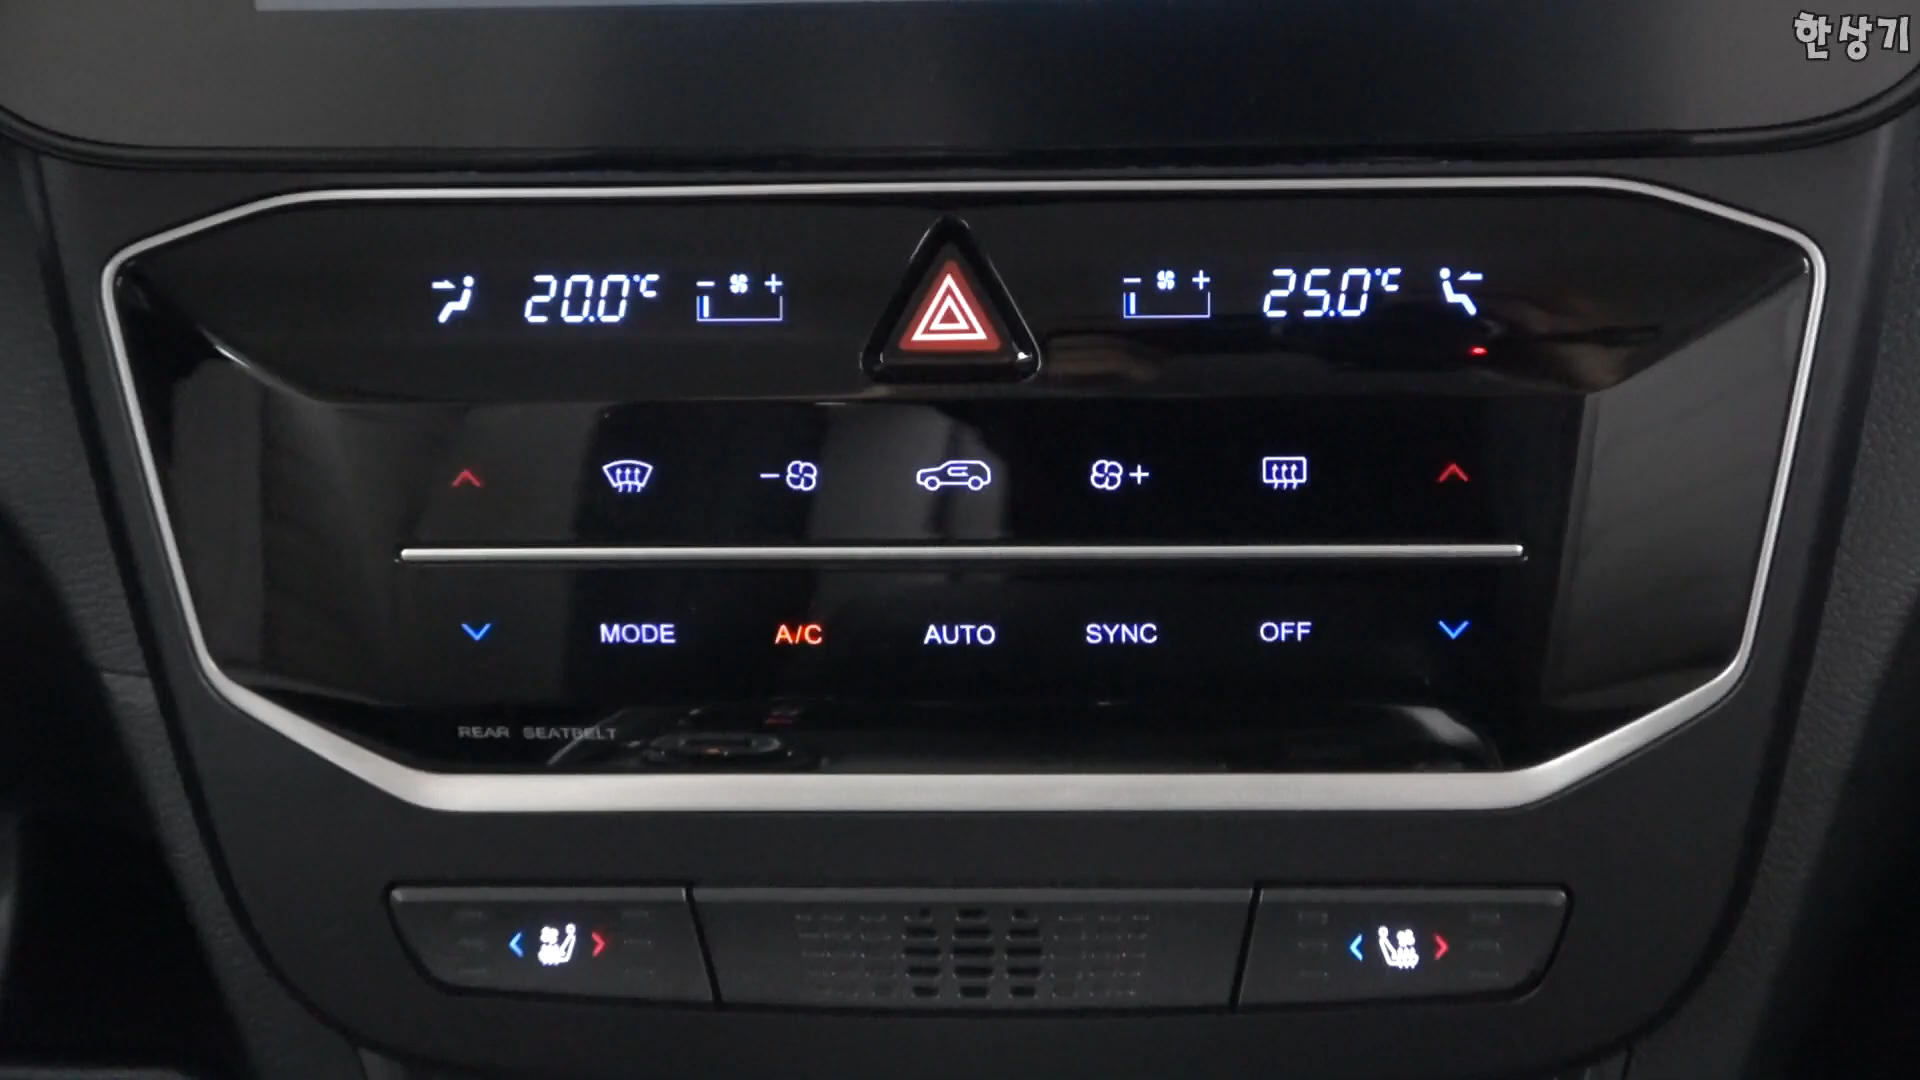 한상기
20.0°C - + - + 25.0°C
- +
MODE A/C AUTO SYNC OFF
REAR SEATBELT